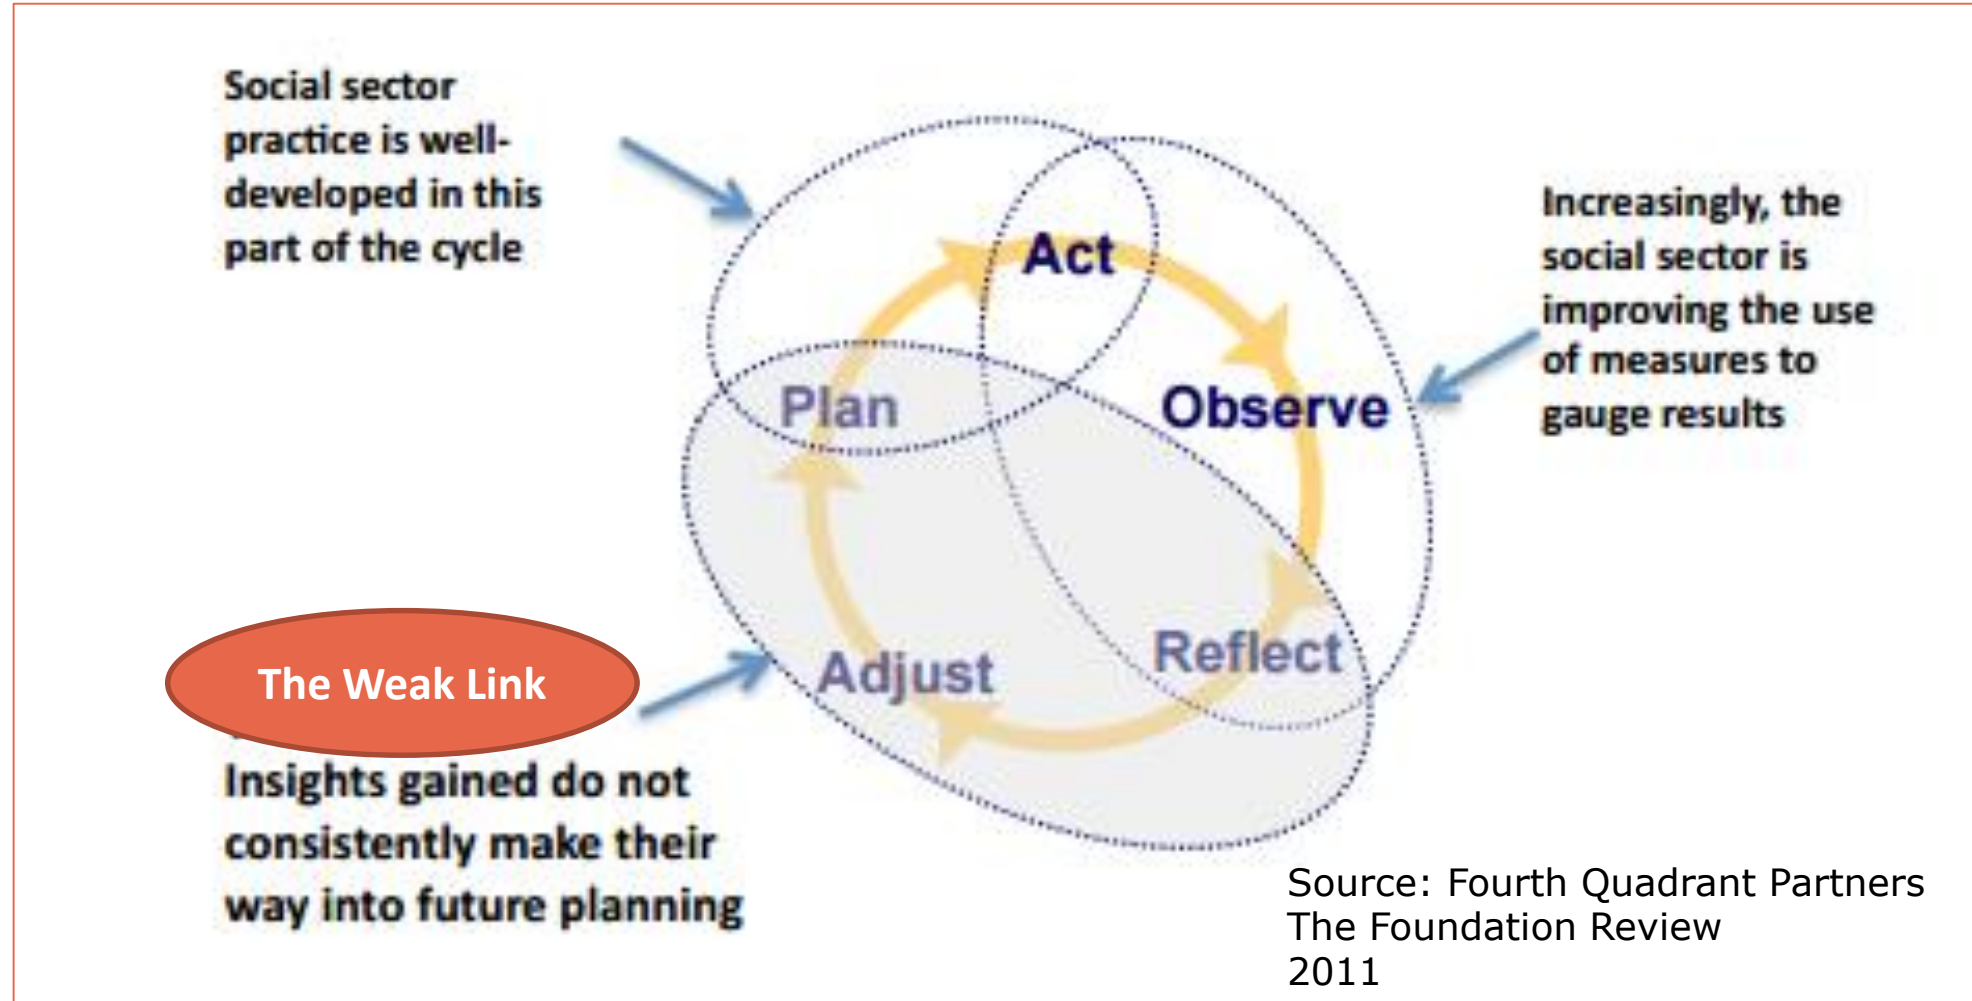 Social sector
practice is well-
developed in this
part of the cycle
Act
Increasingly, the
social sector is
improving the use
of measures to
gauge results
Plan
Observe
The Weak Link
Adjust
Reflect
Insights gained do not
consistently make their
way into future planning
Source: Fourth Quadrant Partners
The Foundation Review
2011